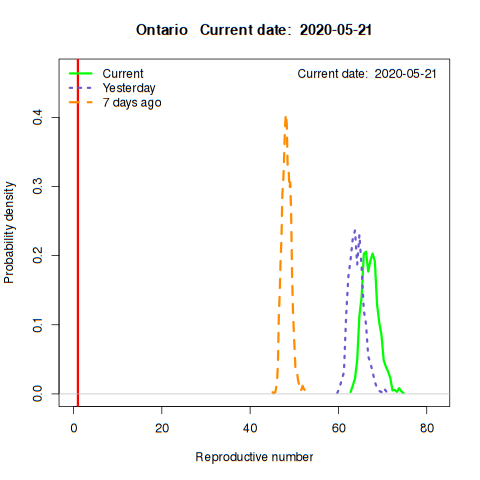 Ontario   Current date:  2020-05-21
Current
Current date:  2020-05-21
Yesterday
7 days ago
Probability density
0.4
0.3
0.2
0.1
0.0
0 20 40 60 80
Reproductive number